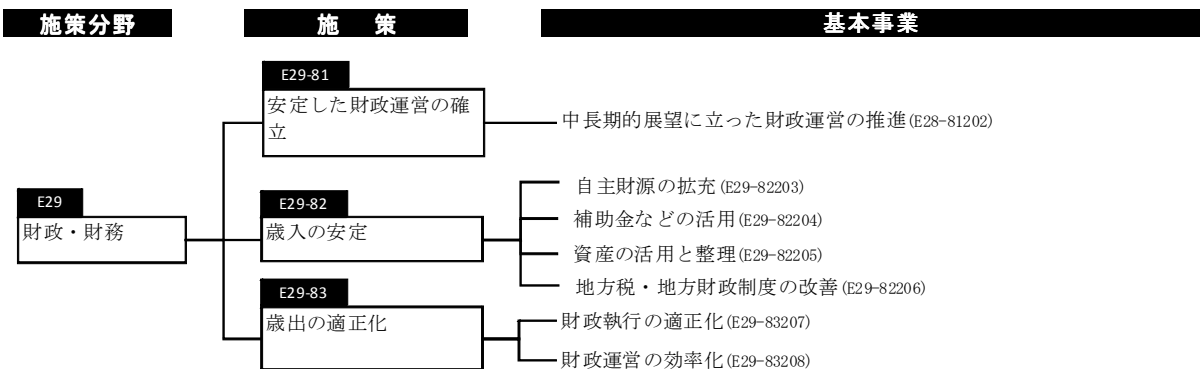 施策分野
施 策
基本事業
E29-81
安定した財政運営の確
立
中長期的展望に立った財政運営の推進(E28-81202)
E29
財政・財務
E29-82
歳入の安定
自主財源の拡充(E29-82203)
補助金などの活用(E29-82204)
資産の活用と整理(E29-82205)
地方税・地方財政制度の改善(E29-82206)
E29-83
歳出の適正化
財政執行の適正化(E29-83207)
財政運営の効率化(E29-83208)